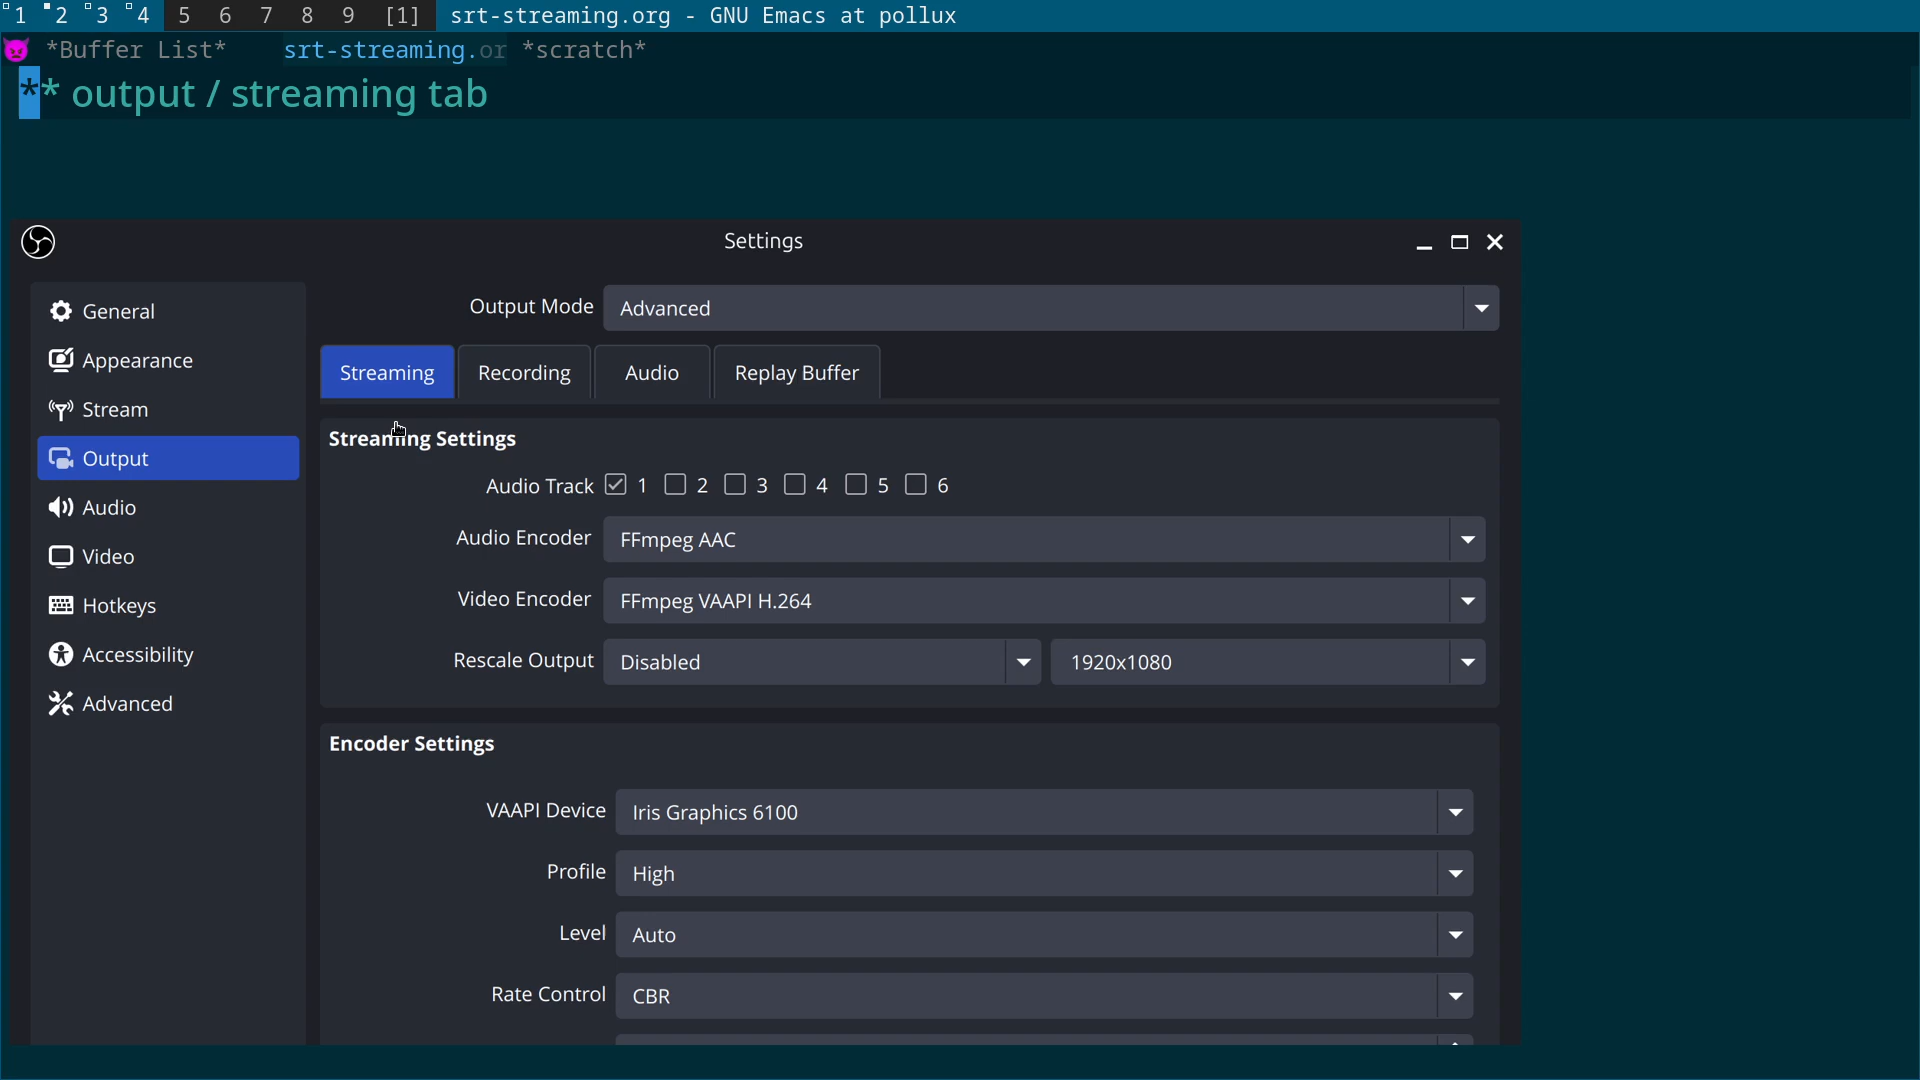 1 2 3 4 5 6 7 8 9 [1] srt-streaming.org - GNU Emacs at pollux
*Buffer List* srt-streaming.or *scratch*
** output / streaming tab
Settings
General
Appearance
Stream
Output
Audio
Video
Hotkeys
Accessibility
Advanced
Output Mode Advanced
Streaming Recording Audio Replay Buffer
Streaming Settings
Audio Track 1 2 3 4 5 6
Audio Encoder FFmpeg AAC
Video Encoder FFmpeg VAAPI H.264
Rescale Output Disabled 1920x1080
Encoder Settings
VAAPI Device Iris Graphics 6100
Profile High
Level Auto
Rate Control CBR